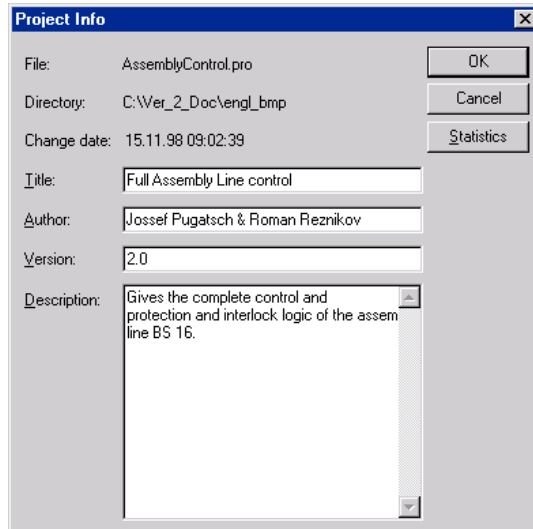 Project Info
File: AssemblyControl.pro
OK
Directory: C:\Ver_2_Doc\engl_bmp
Cancel
Change date: 15.11.98 09:02:39
Statistics
Title: Full Assembly Line control
Author: Jossef Pugatsch & Roman Reznikov
Version: 2.0
Description: Gives the complete control and
protection and interlock logic of the assem
line BS 16.